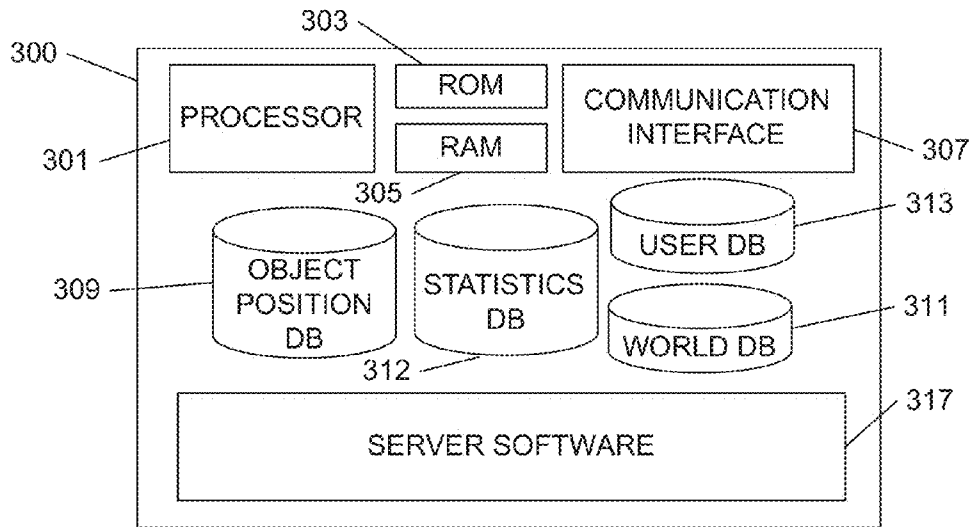 300
303
PROCESSOR
ROM
COMMUNICATION
INTERFACE
RAM
301
305
307
313
USER DB
309
OBJECT
POSITION
DB
STATISTICS
DB
311
WORLD DB
312
317
SERVER SOFTWARE